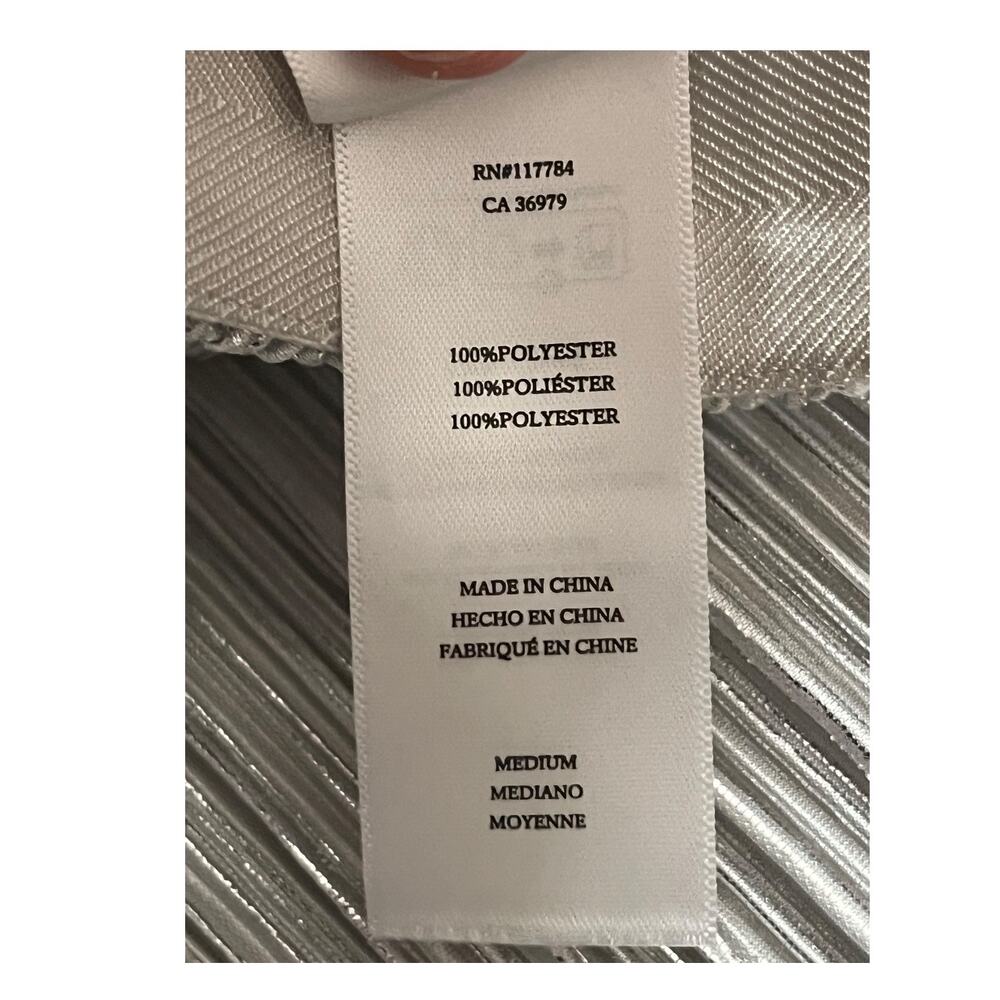 RN#117784
CA 36979
100%POLYESTER
100%POLIÉSTER
100%POLYESTER
MADE IN CHINA
HECHO EN CHINA
FABRIQUÉ EN CHINE
MEDIUM
MEDIANO
MOYENNE